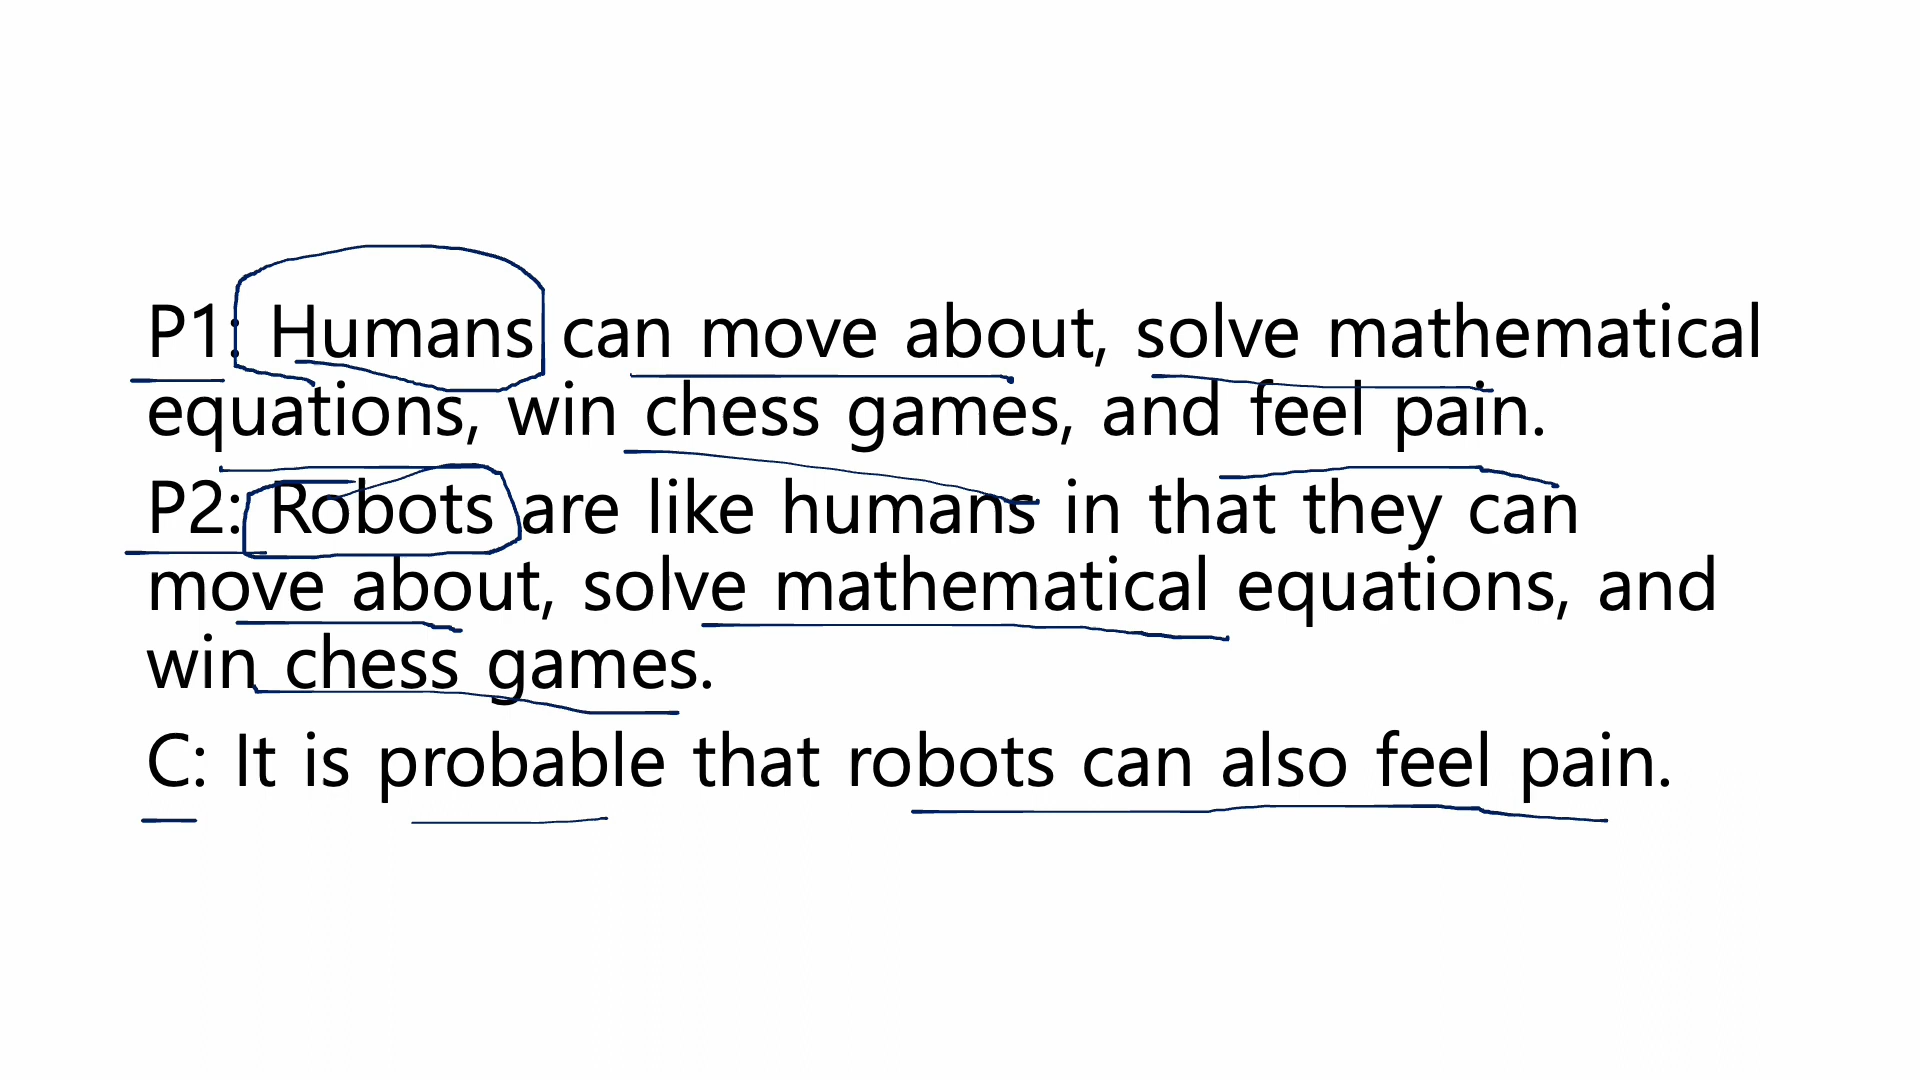 P1: Humans can move about, solve mathematical
equations, win chess games, and feel pain.
P2: Robots are like humans in that they can
move about, solve mathematical equations, and
win chess games.
C: It is probable that robots can also feel pain.